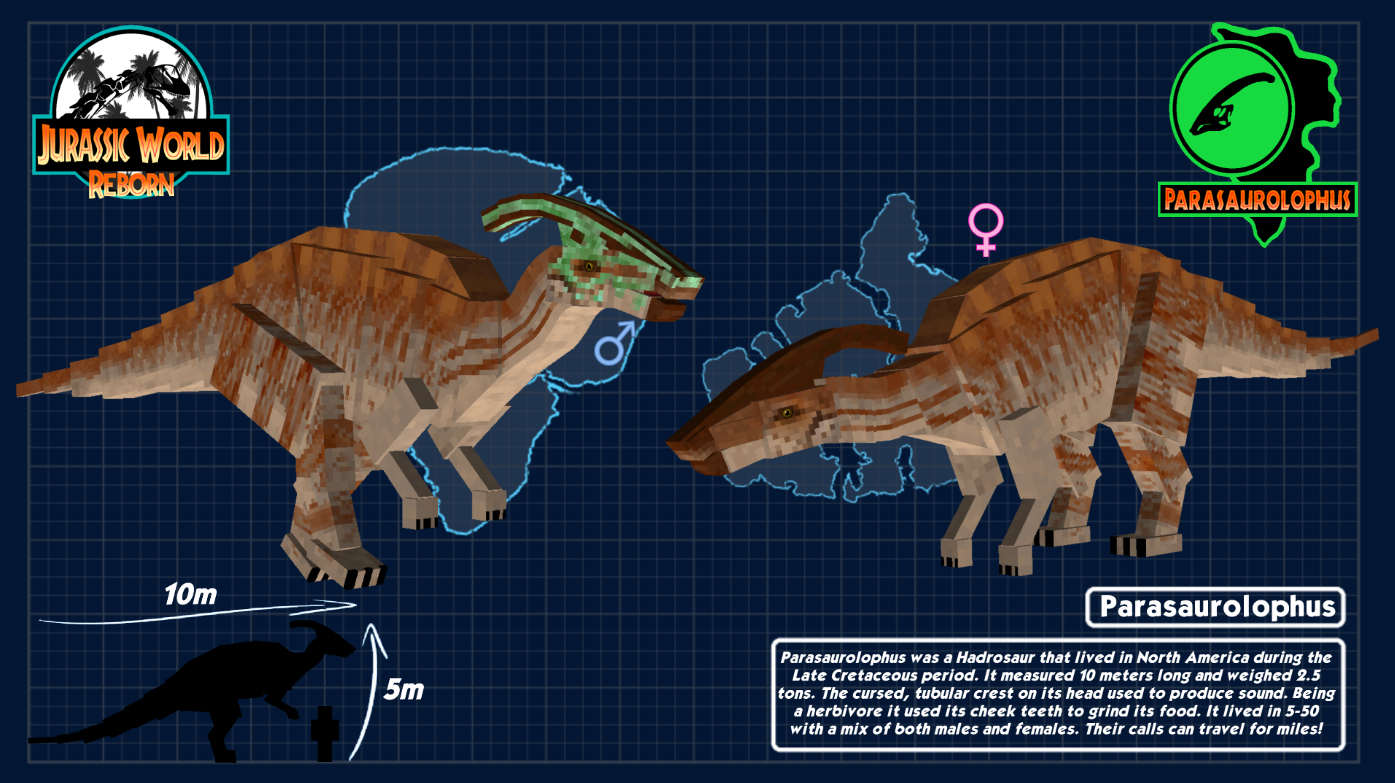 JURASSIC WORLD
REBORN
PARASAUROLOPHUS
10m
5m
Parasaurolophus
Parasaurolophus was a Hadrosaur that lived in North America during the
Late Cretaceous period. It measured 10 meters long and weighed 2.5
tons. The cursed, tubular crest on its head used to produce sound. Being
a herbivore it used its cheek teeth to grind its food. It lived in 5-50
with a mix of both males and females. Their calls can travel for miles!